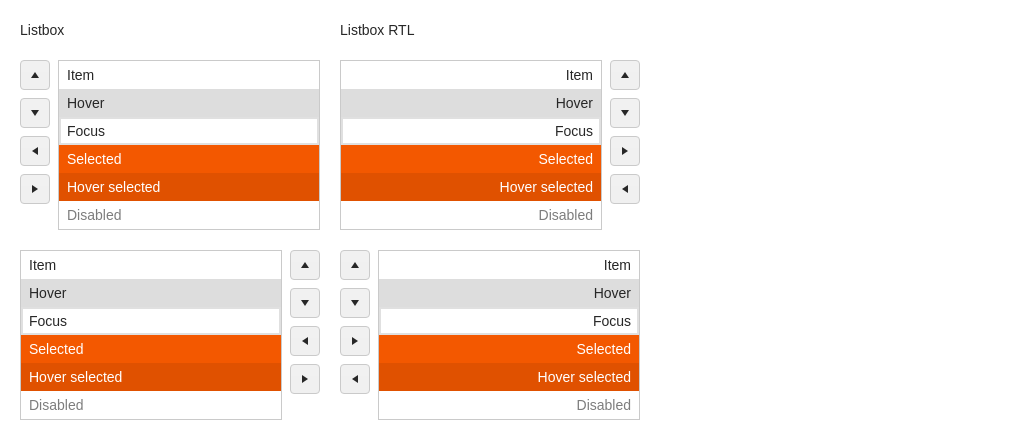 Listbox
Listbox RTL
Item
Hover
Focus
Selected
Hover selected
Disabled
Item
Hover
Focus
Selected
Hover selected
Disabled
Item
Hover
Focus
Selected
Hover selected
Disabled
Item
Hover
Focus
Selected
Hover selected
Disabled